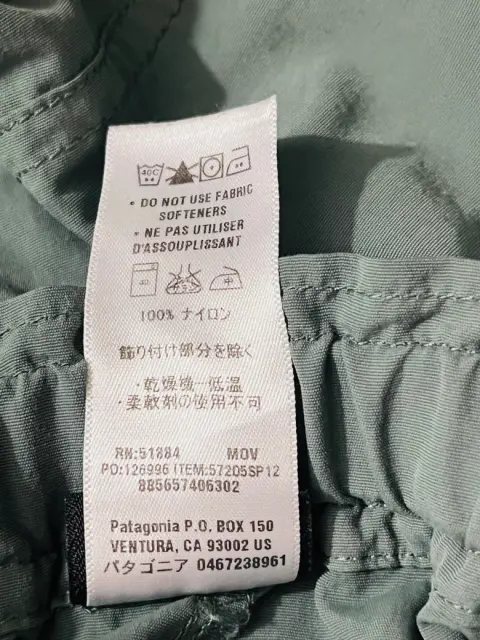 40C
• DO NOT USE FABRIC
SOFTENERS
• NE PAS UTILISER
D'ASSOUPLISSANT
100% ナイロン
飾り付け部分を除く
・乾燥機一低温
・柔軟剤の使用不可
RN:51884 MOV
PO:126996 ITEM:57205SP12
885657406302
Patagonia P.O. BOX 150
VENTURA, CA 93002 US
パタゴニア 0467238961